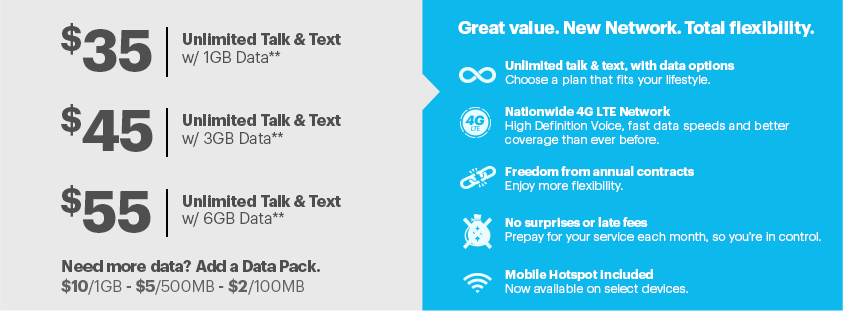 $35 Unlimited Talk & Text
w/ 1GB Data**
$45 Unlimited Talk & Text
w/ 3GB Data**
$55 Unlimited Talk & Text
w/ 6GB Data**
Need more data? Add a Data Pack.
$10/1GB - $5/500MB - $2/100MB
Great value. New Network. Total flexibility.
Unlimited talk & text, with data options
Choose a plan that fits your lifestyle.
4G
LTE
Nationwide 4G LTE Network
High Definition Voice, fast data speeds and better
coverage than ever before.
Freedom from annual contracts
Enjoy more flexibility.
No surprises or late fees
Prepay for your service each month, so you're in control.
Mobile Hotspot Included
Now available on select devices.